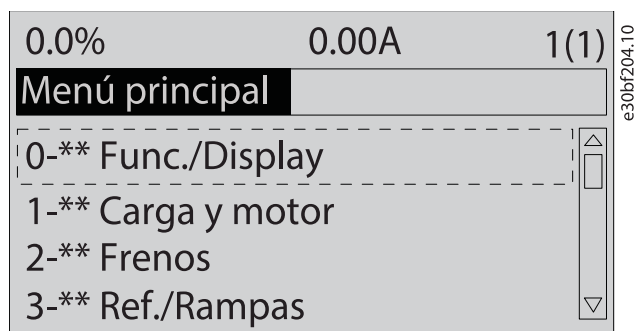 0.0% 0.00A 1(1)
Menú principal
0-** Func./Display
1-** Carga y motor
2-** Frenos
3-** Ref./Rampas
e30bf204.10